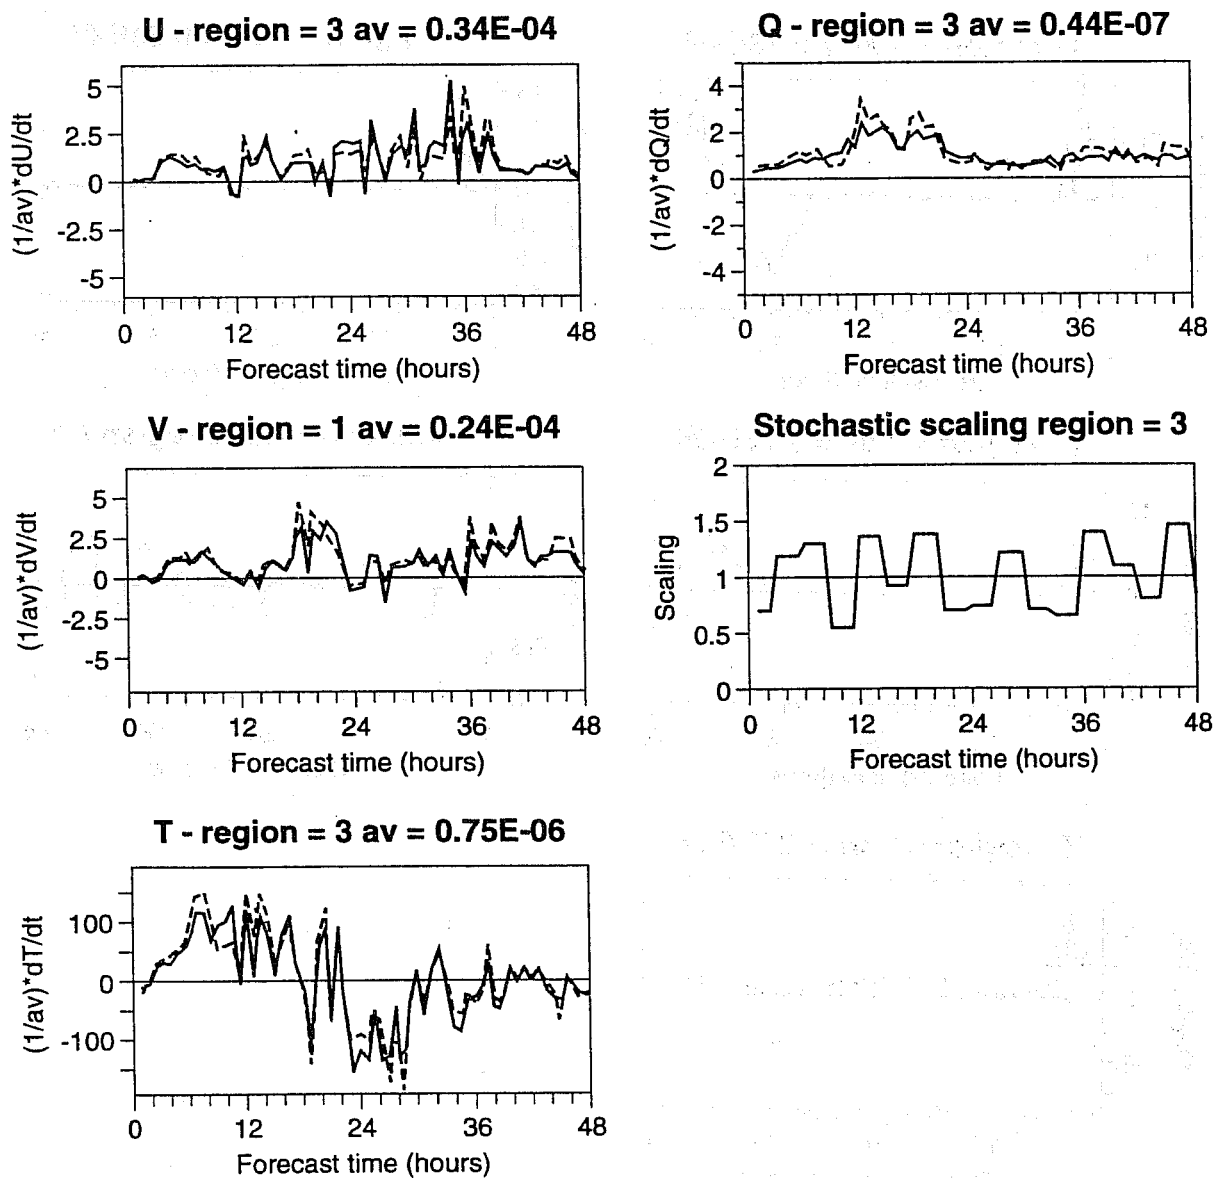 U - region = 3 av = 0.34E-04
(1/av)*dU/dt
5
2.5
0
-2.5
-5
0 12 24 36 48
Forecast time (hours)
Q - region = 3 av = 0.44E-07
(1/av)*dQ/dt
4
2
0
-2
-4
0 12 24 36 48
Forecast time (hours)
V - region = 1 av = 0.24E-04
(1/av)*dV/dt
5
2.5
0
-2.5
-5
0 12 24 36 48
Forecast time (hours)
Stochastic scaling region = 3
Scaling
2
1.5
1
0.5
0
0 12 24 36 48
Forecast time (hours)
T - region = 3 av = 0.75E-06
(1/av)*dT/dt
100
0
-100
0 12 24 36 48
Forecast time (hours)